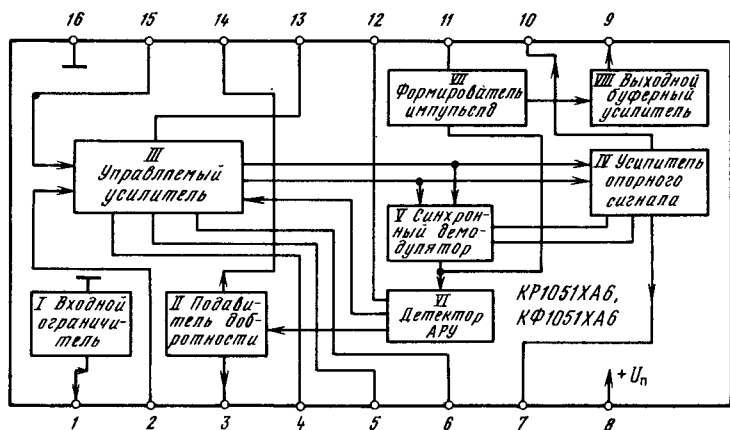 16 15 14 13 12 11 10 9
VII
Формирователь
импульспд
VIII Выходной
буферный
усилитель
III
Управляемый
усилитель
IV Усилитель
опорного
сигнала
V Синхрон-
ный демо-
дулятор
I Входной
ограничи-
тель
II Подави-
тель доб-
ротности
VI
Детектор
АРУ
КР1051ХА6,
КФ1051ХА6
+Uп
1 2 3 4 5 6 7 8